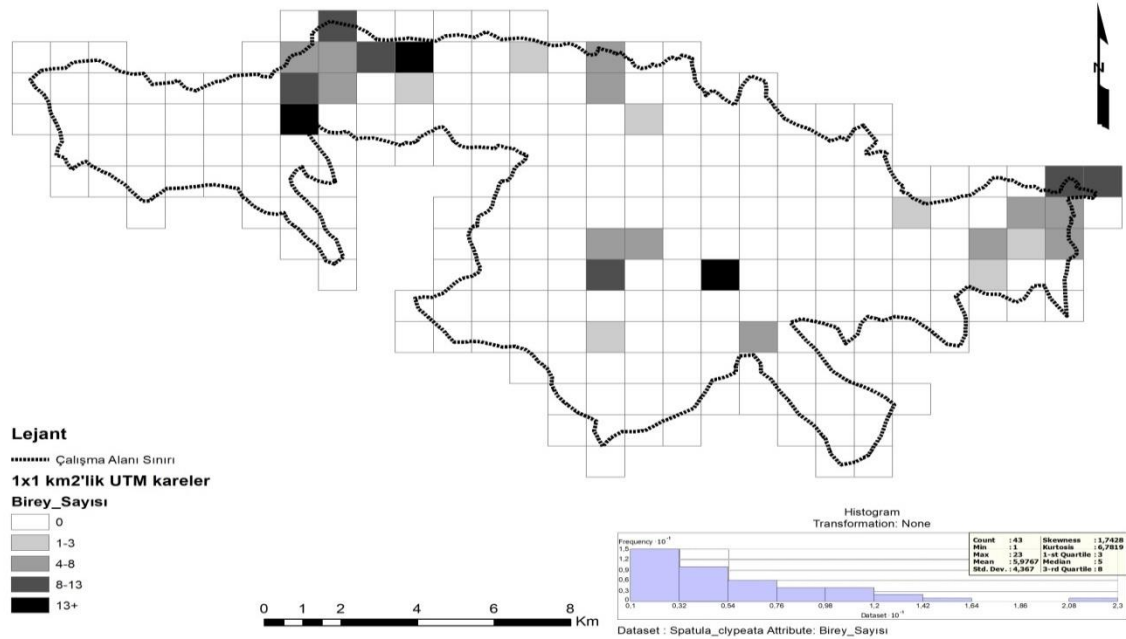 N
Lejant
Çalışma Alanı Sınırı
1x1 km2'lik UTM kareler
Birey_Sayısı
0
1-3
4-8
8-13
13+
0 1 2 4 6 8
Km
Histogram
Transformation: None
Frequency · 10⁻¹
Count : 43 Skewness : 1,7428
Min : 1 Kurtosis : 6,7819
Max : 23 1-st Quartile : 3
Mean : 5,9767 Median : 5
Std. Dev. : 4,367 3-rd Quartile : 8
1,5
1,2
0,9
0,6
0,3
0
0,1 0,32 0,54 0,76 0,98 1,2 1,42 1,64 1,86 2,08 2,3
Dataset · 10⁻¹
Dataset : Spatula_clypeata Attribute: Birey_Sayısı